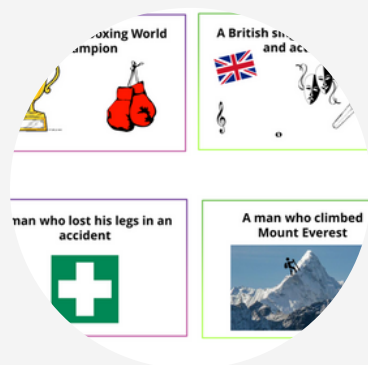 oxing World
ampion
A British sin
and ac
man who lost his legs in an
accident
A man who climbed
Mount Everest